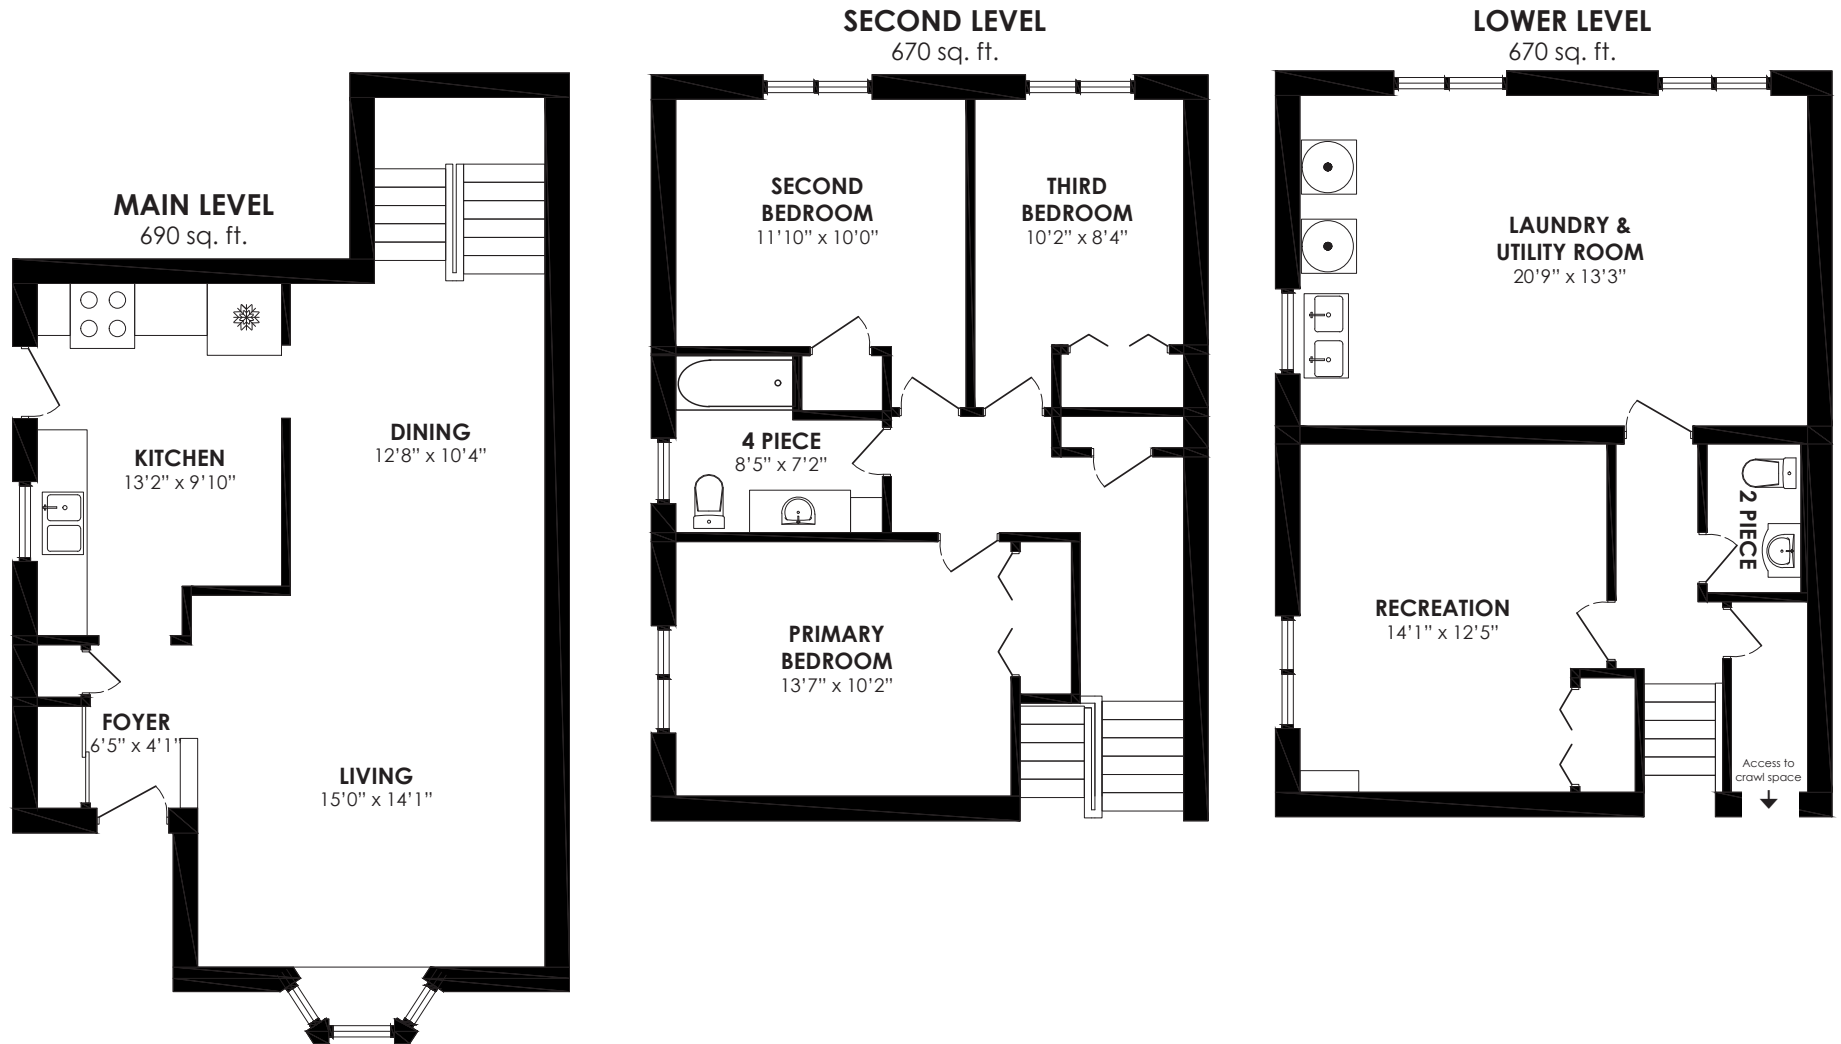 MAIN LEVEL
690 sq. ft.
KITCHEN
13'2" x 9'10"
DINING
12'8" x 10'4"
FOYER
6'5" x 4'1"
LIVING
15'0" x 14'1"
SECOND LEVEL
670 sq. ft.
SECOND
BEDROOM
11'10" x 10'0"
THIRD
BEDROOM
10'2" x 8'4"
4 PIECE
8'5" x 7'2"
PRIMARY
BEDROOM
13'7" x 10'2"
LOWER LEVEL
670 sq. ft.
LAUNDRY &
UTILITY ROOM
20'9" x 13'3"
2 PIECE
RECREATION
14'1" x 12'5"
Access to
crawl space